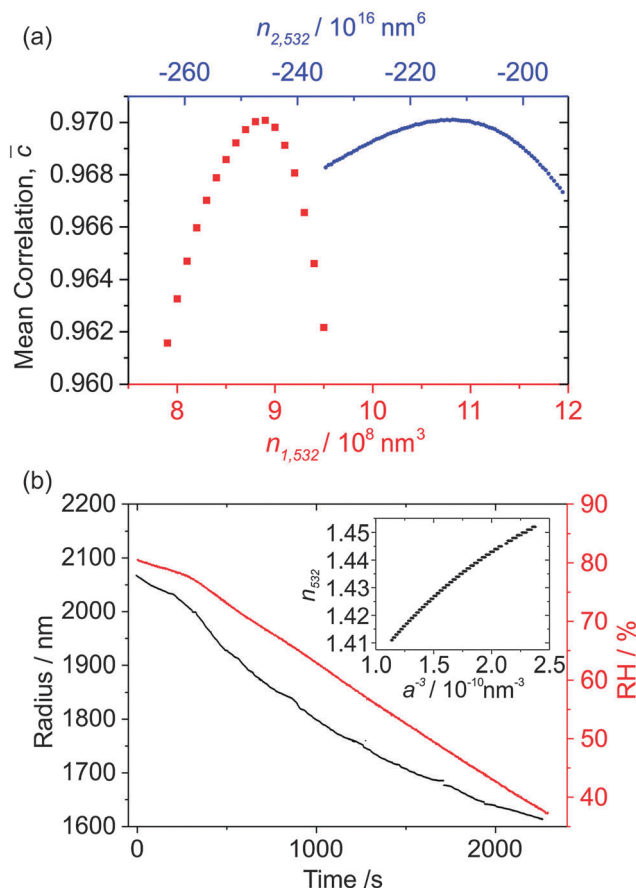 (a)
n2,532 / 10^16 nm^6
-260 -240 -220 -200
0.970
0.968
0.966
0.964
0.962
0.960
Mean Correlation, c̄
8 9 10 11 12
n1,532 / 10^8 nm^3
(b)
2200
2100
2000
1900
1800
1700
1600
Radius / nm
90
80
70
60
50
40
RH / %
1.45
1.44
1.43
1.42
1.41
n532
1.0 1.5 2.0 2.5
a^-3 / 10^-10 nm^-3
0 1000 2000
Time /s